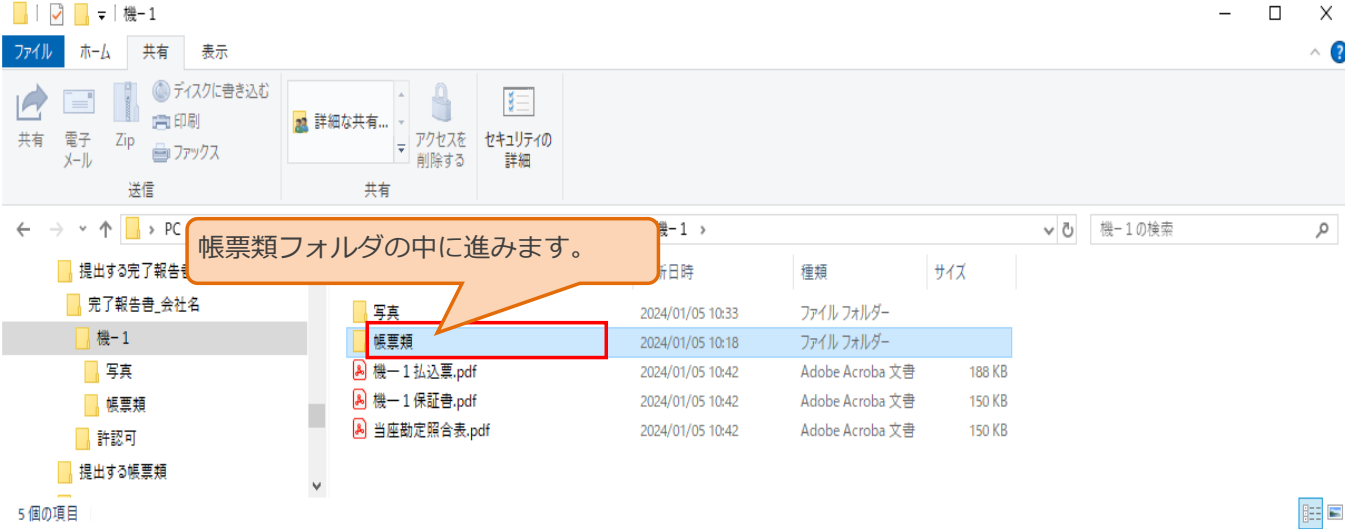 機−1
ファイル ホーム 共有 表示
共有
電子
メール
Zip
ディスクに書き込む
印刷
ファックス
送信
詳細な共有...
アクセスを
削除する
共有
セキュリティの
詳細
PC
機−1
機−1の検索
帳票類フォルダの中に進みます。
提出する完了報告書
完了報告書_会社名
機−1
写真
帳票類
許認可
提出する帳票類
新日時 種類 サイズ
写真 2024/01/05 10:33 ファイル フォルダー
帳票類 2024/01/05 10:18 ファイル フォルダー
機ー1払込票.pdf 2024/01/05 10:42 Adobe Acroba 文書 188 KB
機ー1保証書.pdf 2024/01/05 10:42 Adobe Acroba 文書 150 KB
当座勘定照合表.pdf 2024/01/05 10:42 Adobe Acroba 文書 150 KB
5個の項目